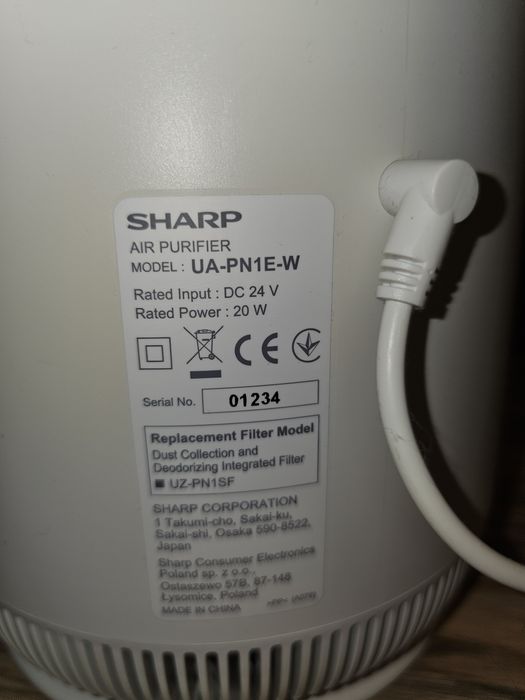 SHARP
AIR PURIFIER
MODEL : UA-PN1E-W
Rated Input : DC 24 V
Rated Power : 20 W
CE
Serial No. 01234
Replacement Filter Model
Dust Collection and
Deodorizing Integrated Filter
■ UZ-PN1SF
SHARP CORPORATION
1 Takumi-cho, Sakai-ku,
Sakai-shi, Osaka 590-8522,
Japan
Sharp Consumer Electronics
Poland sp. z o.o.,
Ostaszewo 57B, 87-148
Łysomice, Poland
MADE IN CHINA